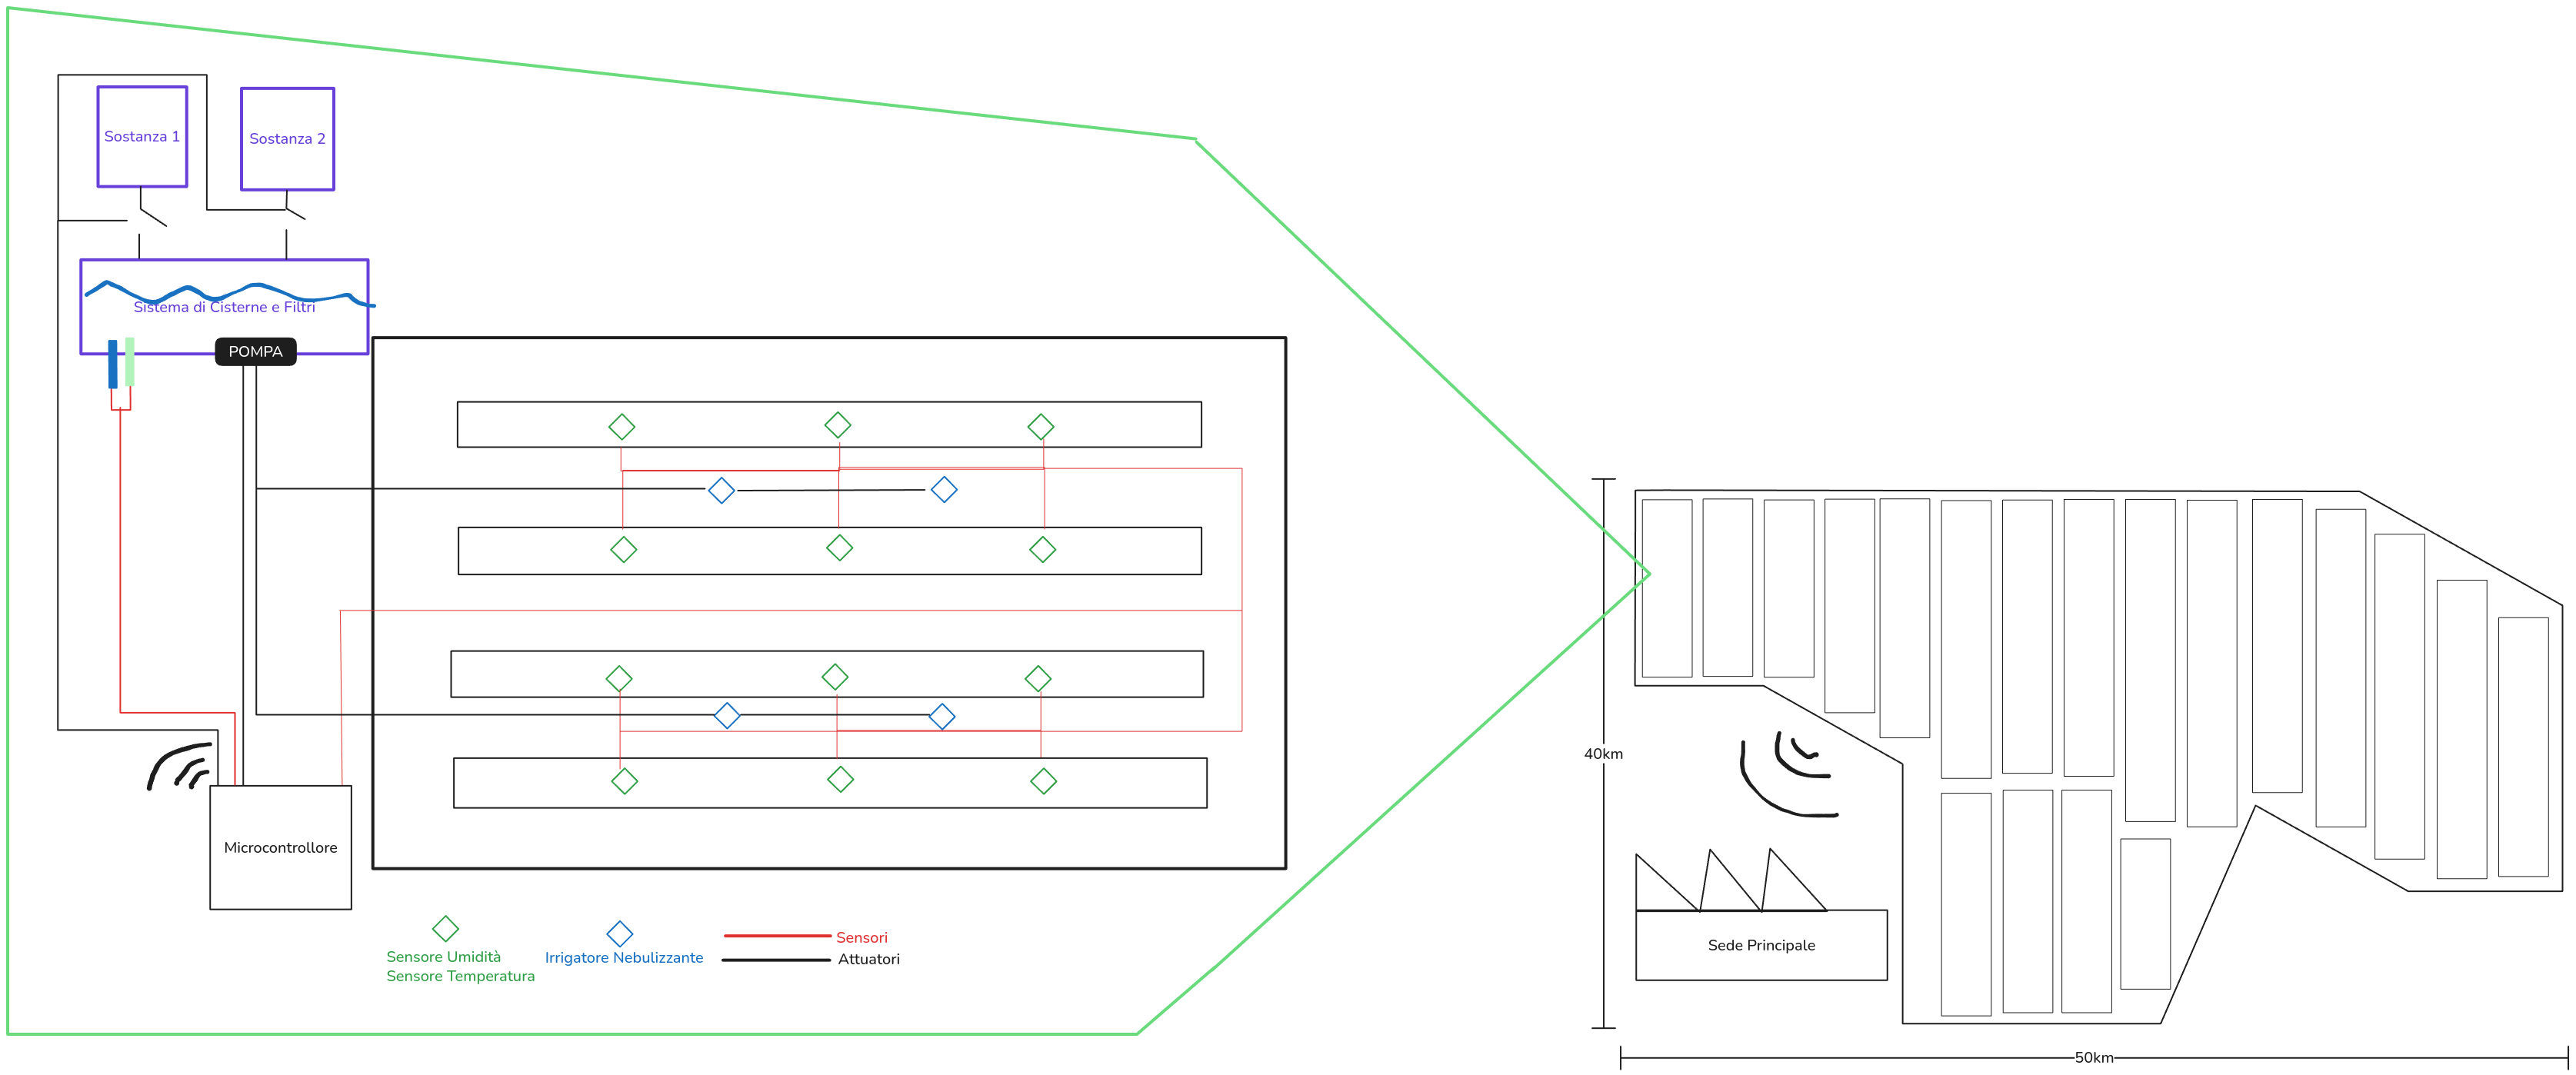 Sostanza 1
Sostanza 2
Sistema di Cisterne e Filtri
POMPA
Microcontrollore
Sensore Umidità
Sensore Temperatura
Irrigatore Nebulizzante
Sensori
Attuatori
40km
Sede Principale
50km